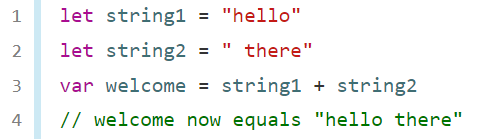 1 let string1 = "hello"
2 let string2 = " there"
3 var welcome = string1 + string2
4 // welcome now equals "hello there"